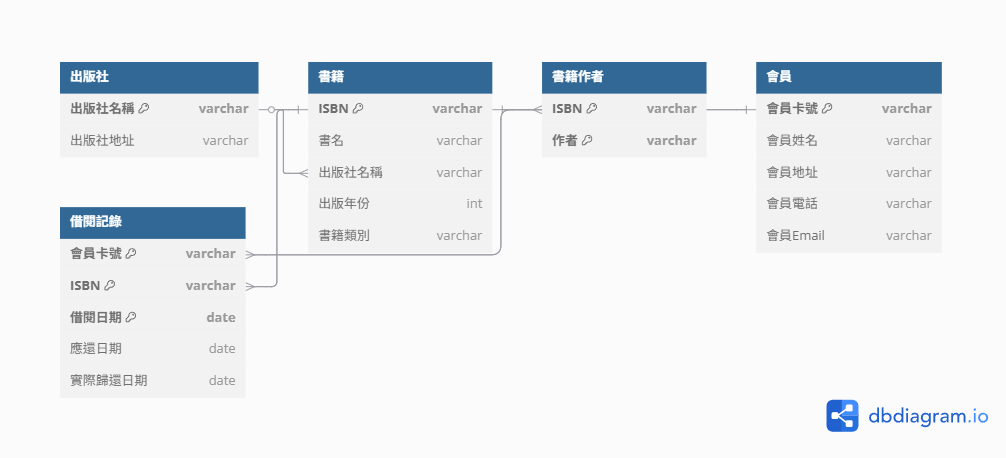 出版社
出版社名稱 varchar
出版社地址 varchar
書籍
ISBN varchar
書名 varchar
出版社名稱 varchar
出版年份 int
書籍類別 varchar
書籍作者
ISBN varchar
作者 varchar
會員
會員卡號 varchar
會員姓名 varchar
會員地址 varchar
會員電話 varchar
會員Email varchar
借閱記錄
會員卡號 varchar
ISBN varchar
借閱日期 date
應還日期 date
實際歸還日期 date
dbdiagram.io